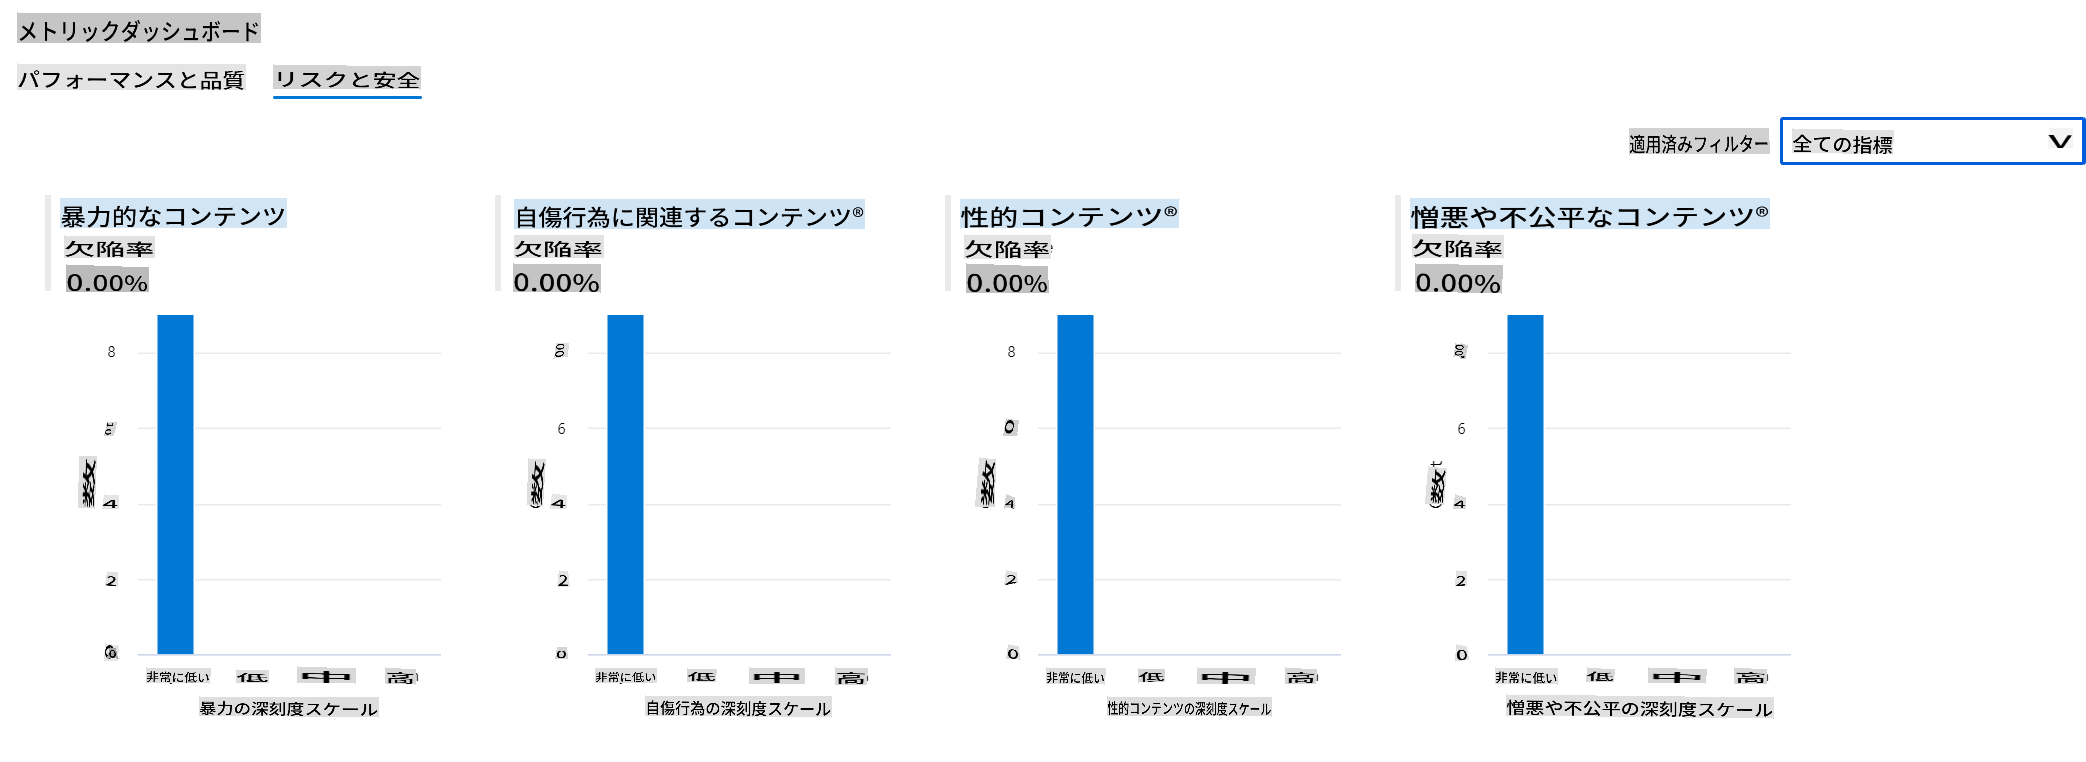 メトリックダッシュボード
パフォーマンスと品質 リスクと安全
適用済みフィルター 全ての指標
暴力的なコンテンツ
欠陥率
0.00%
8
4
2
数
非常に低い 低 中 高
暴力の深刻度スケール
自傷行為に関連するコンテンツ®
欠陥率
0.00%
8
6
4
2
0
数
非常に低い 低 中 高
自傷行為の深刻度スケール
性的コンテンツ®
欠陥率
0.00%
8
4
2
0
数
非常に低い 低 中 高
性的コンテンツの深刻度スケール
憎悪や不公平なコンテンツ®
欠陥率
0.00%
8
6
4
2
0
数
非常に低い 低 中 高
憎悪や不公平の深刻度スケール